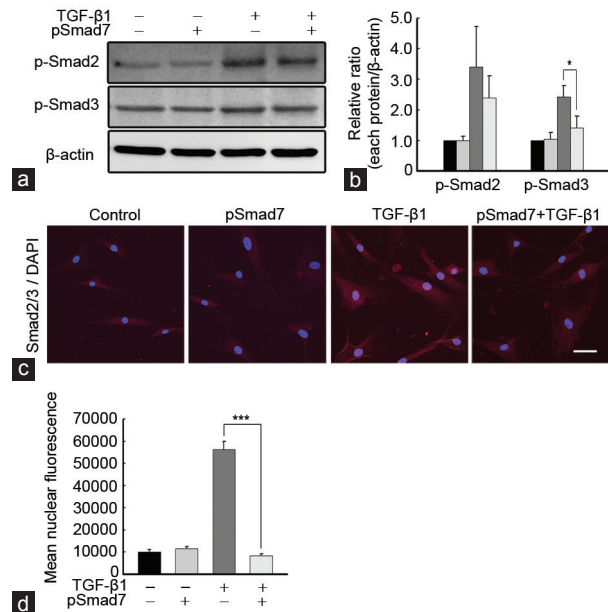 TGF-β1 – – + +
pSmad7 – + – +
p-Smad2
p-Smad3
β-actin
a
Relative ratio
(each protein/β-actin)
5.0
4.0
3.0
2.0
1.0
0
*
p-Smad2 p-Smad3
b
Control pSmad7 TGF-β1 pSmad7+TGF-β1
Smad2/3 / DAPI
c
Mean nuclear fluorescence
70000
60000
50000
40000
30000
20000
10000
0
***
TGF-β1 – – + +
pSmad7 – + – +
d